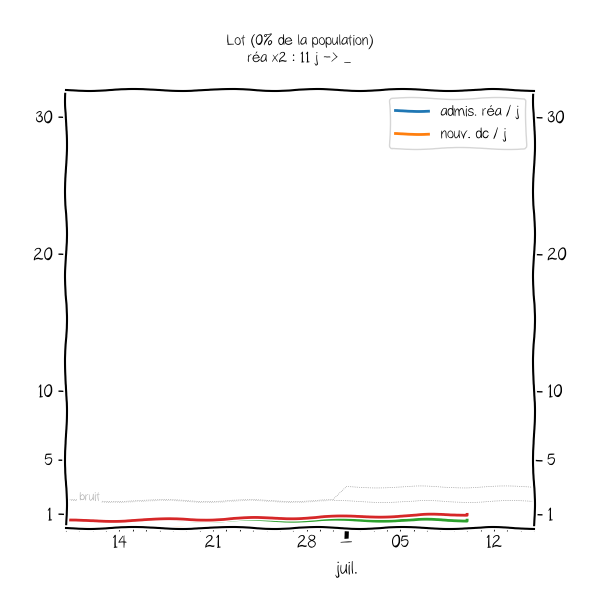 Lot (0% de la population)
réa x2 : 11 j -> _
admis. réa / j
nouv. dc / j
30
30
20
20
10
10
5
5
bruit
1
1
14
21
28
05
12
juil.